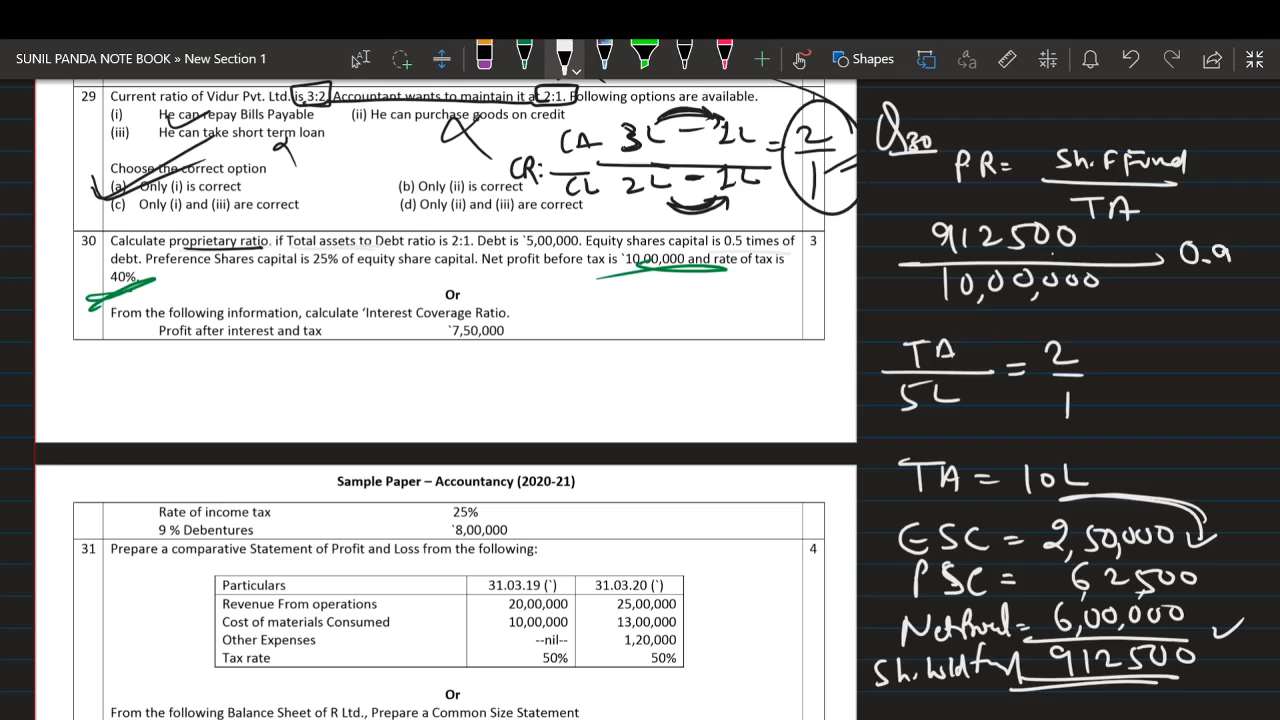 SUNIL PANDA NOTE BOOK » New Section 1
Shapes
29 Current ratio of Vidur Pvt. Ltd. is 3:2. Accountant wants to maintain it at 2:1. Following options are available.
(i) He can repay Bills Payable (ii) He can purchase goods on credit
(iii) He can take short term loan
Choose the correct option
(a) Only (i) is correct (b) Only (ii) is correct
(c) Only (i) and (iii) are correct (d) Only (ii) and (iii) are correct
CR: CA 3L - 1L = 2
CL 2L - 1L 1
30 Calculate proprietary ratio. if Total assets to Debt ratio is 2:1. Debt is `5,00,000. Equity shares capital is 0.5 times of 3
debt. Preference Shares capital is 25% of equity share capital. Net profit before tax is `10,00,000 and rate of tax is
40%.
Or
From the following information, calculate ‘Interest Coverage Ratio.
Profit after interest and tax `7,50,000
Sample Paper – Accountancy (2020-21)
Rate of income tax 25%
9 % Debentures `8,00,000
31 Prepare a comparative Statement of Profit and Loss from the following: 4
Particulars 31.03.19 (`) 31.03.20 (`)
Revenue From operations 20,00,000 25,00,000
Cost of materials Consumed 10,00,000 13,00,000
Other Expenses --nil-- 1,20,000
Tax rate 50% 50%
Or
From the following Balance Sheet of R Ltd., Prepare a Common Size Statement
Q30
PR= Sh. F Fund
TA
912500
10,00,000 0.9
TA = 2
5L 1
TA = 10L
ESC = 2,50,000
PSC = 62500
= 6,00,000
912500